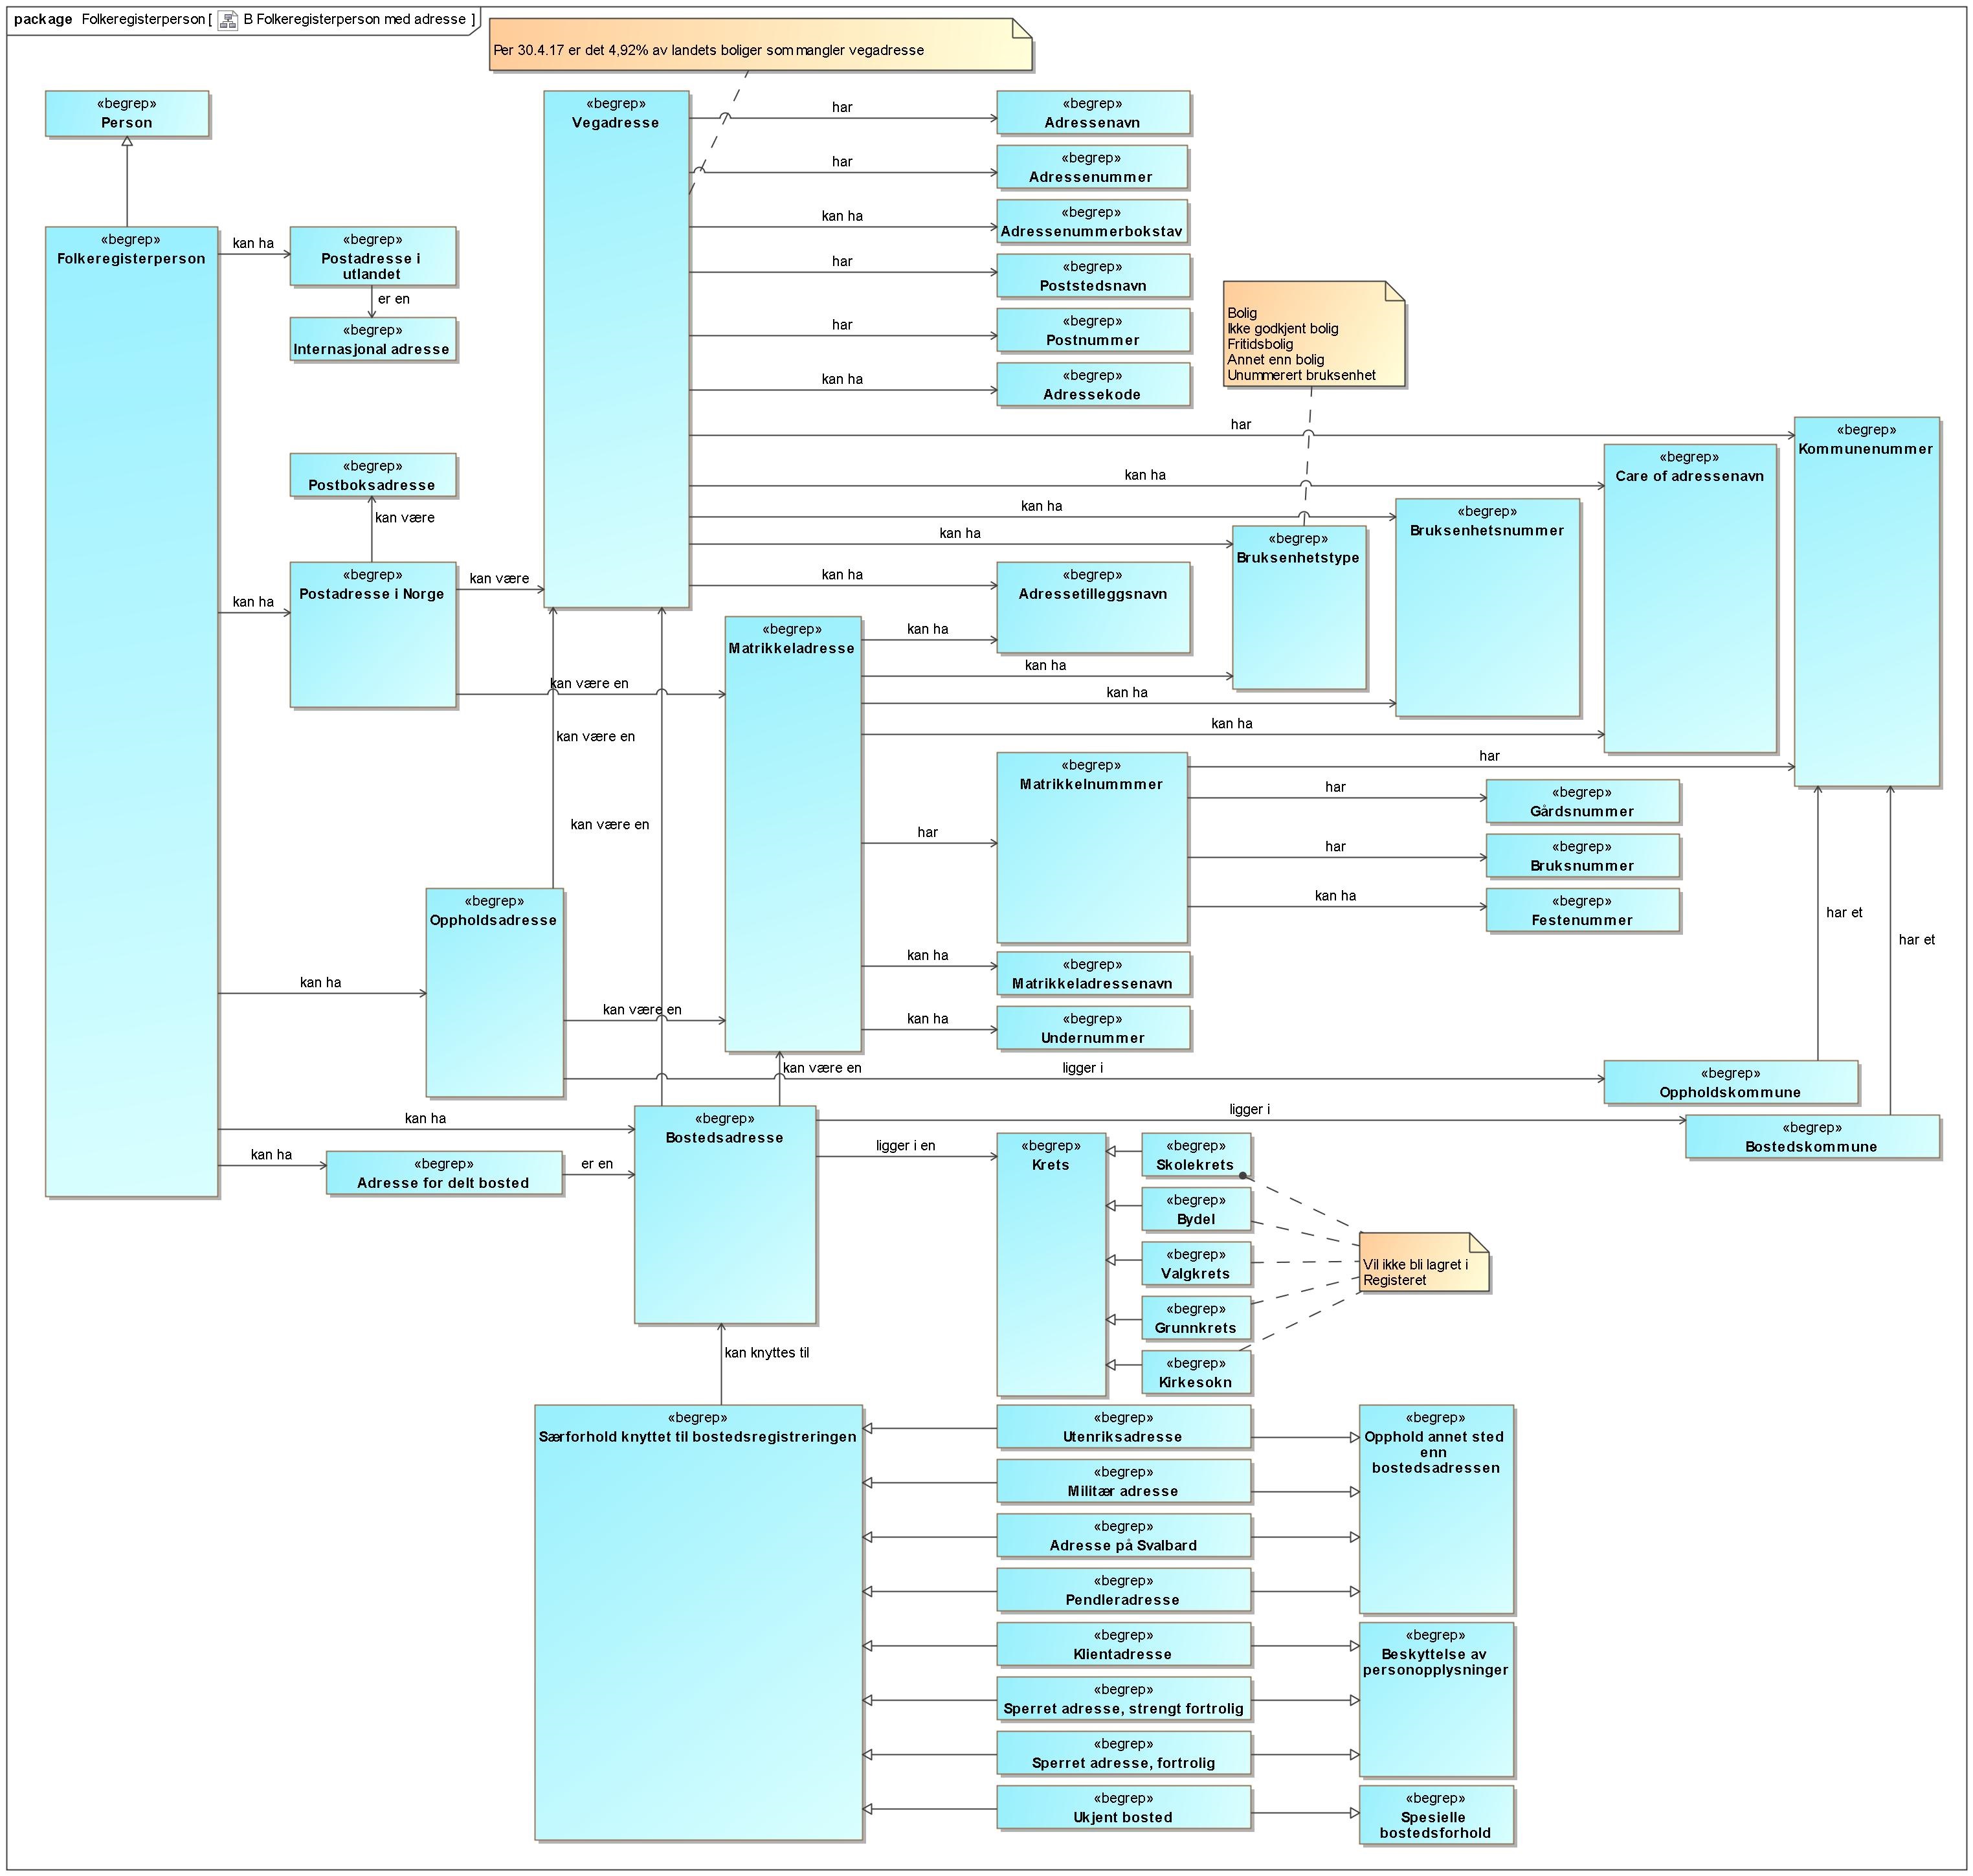 package Folkeregisterperson [ B Folkeregisterperson med adresse ]
Per 30.4.17 er det 4,92% av landets boliger som mangler vegadresse
«begrep»
Person
«begrep»
Folkeregisterperson
kan ha
«begrep»
Postadresse i
utlandet
er en
«begrep»
Internasjonal adresse
«begrep»
Postboksadresse
kan være
kan ha
«begrep»
Postadresse i Norge
kan være
kan være en
«begrep»
Vegadresse
har
«begrep»
Adressenavn
har
«begrep»
Adressenummer
kan ha
«begrep»
Adressenummerbokstav
har
«begrep»
Poststedsnavn
har
«begrep»
Postnummer
kan ha
«begrep»
Adressekode
Bolig
Ikke godkjent bolig
Fritidsbolig
Annet enn bolig
Unummerert bruksenhet
har
«begrep»
Kommunenummer
kan ha
«begrep»
Care of adressenavn
kan ha
«begrep»
Bruksenhetsnummer
kan ha
«begrep»
Bruksenhetstype
kan ha
«begrep»
Adressetilleggsnavn
«begrep»
Matrikkeladresse
kan ha
kan ha
kan ha
kan ha
har
«begrep»
Matrikkelnummmer
har
har
«begrep»
Gårdsnummer
har
«begrep»
Bruksnummer
kan ha
«begrep»
Festenummer
kan ha
«begrep»
Matrikkeladressenavn
kan ha
«begrep»
Undernummer
kan være en
kan være en
kan ha
«begrep»
Oppholdsadresse
kan være en
kan være en
ligger i
«begrep»
Oppholdskommune
har et
har et
kan ha
«begrep»
Bostedsadresse
ligger i
«begrep»
Bostedskommune
kan ha
«begrep»
Adresse for delt bosted
er en
ligger i en
«begrep»
Krets
«begrep»
Skolekrets
«begrep»
Bydel
«begrep»
Valgkrets
«begrep»
Grunnkrets
«begrep»
Kirkesokn
Vil ikke bli lagret i
Registeret
kan knyttes til
«begrep»
Særforhold knyttet til bostedsregistreringen
«begrep»
Utenriksadresse
«begrep»
Militær adresse
«begrep»
Adresse på Svalbard
«begrep»
Pendleradresse
«begrep»
Klientadresse
«begrep»
Sperret adresse, strengt fortrolig
«begrep»
Sperret adresse, fortrolig
«begrep»
Ukjent bosted
«begrep»
Opphold annet sted
enn
bostedsadressen
«begrep»
Beskyttelse av
personopplysninger
«begrep»
Spesielle
bostedsforhold